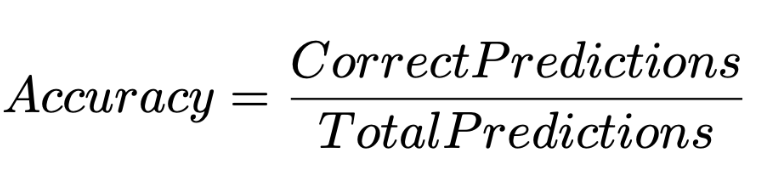 Accuracy = CorrectPredictions
TotalPredictions